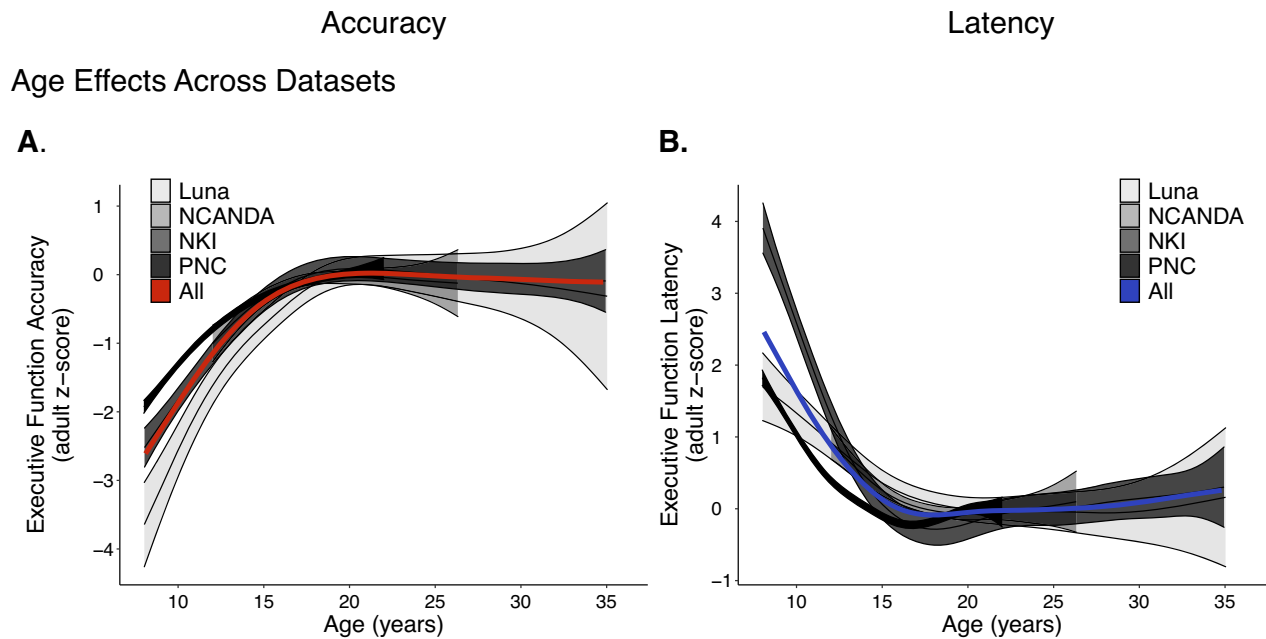 Accuracy
Latency
Age Effects Across Datasets
A.
B.
Luna
NCANDA
NKI
PNC
All
1
0
−1
−2
−3
−4
Executive Function Accuracy
(adult z−score)
10
15
20
25
30
35
Age (years)
Luna
NCANDA
NKI
PNC
All
4
3
2
1
0
−1
Executive Function Latency
(adult z−score)
10
15
20
25
30
35
Age (years)